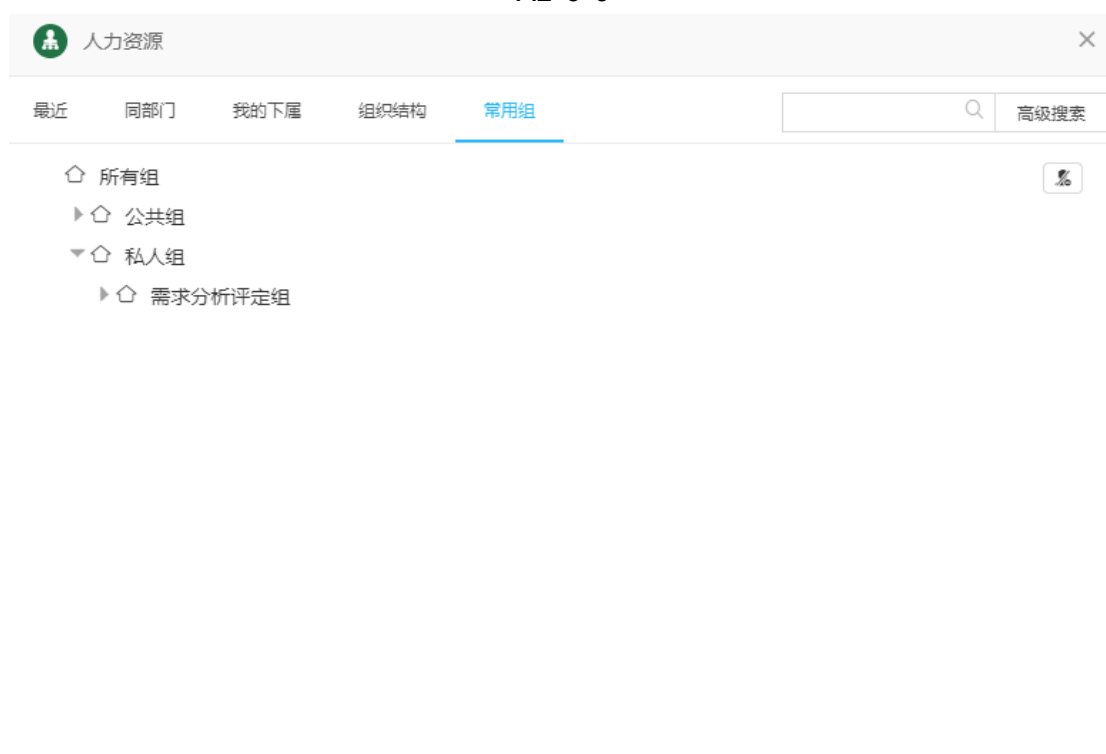 人力资源
最近 同部门 我的下属 组织结构 常用组 高级搜索
所有组
公共组
私人组
需求分析评定组